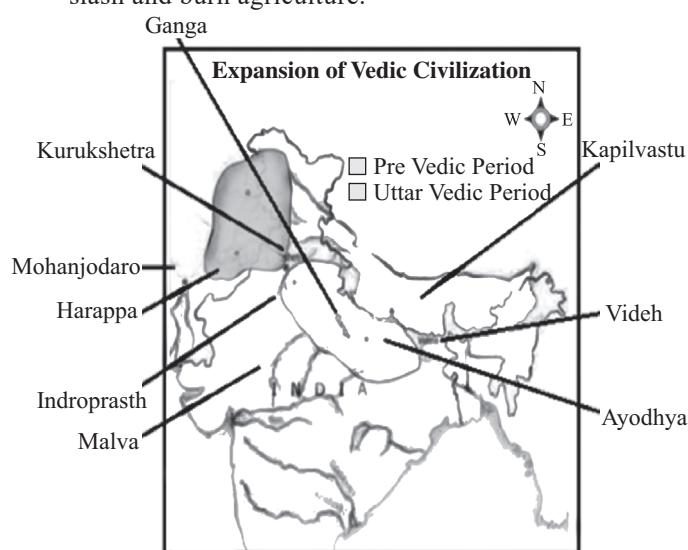 slash and burn agriculture.
Ganga
Expansion of Vedic Civilization
N
W E
S
Kurukshetra
Kapilvastu
Pre Vedic Period
Uttar Vedic Period
Mohanjodaro
Harappa
Videh
INDIA
Indroprasth
Ayodhya
Malva